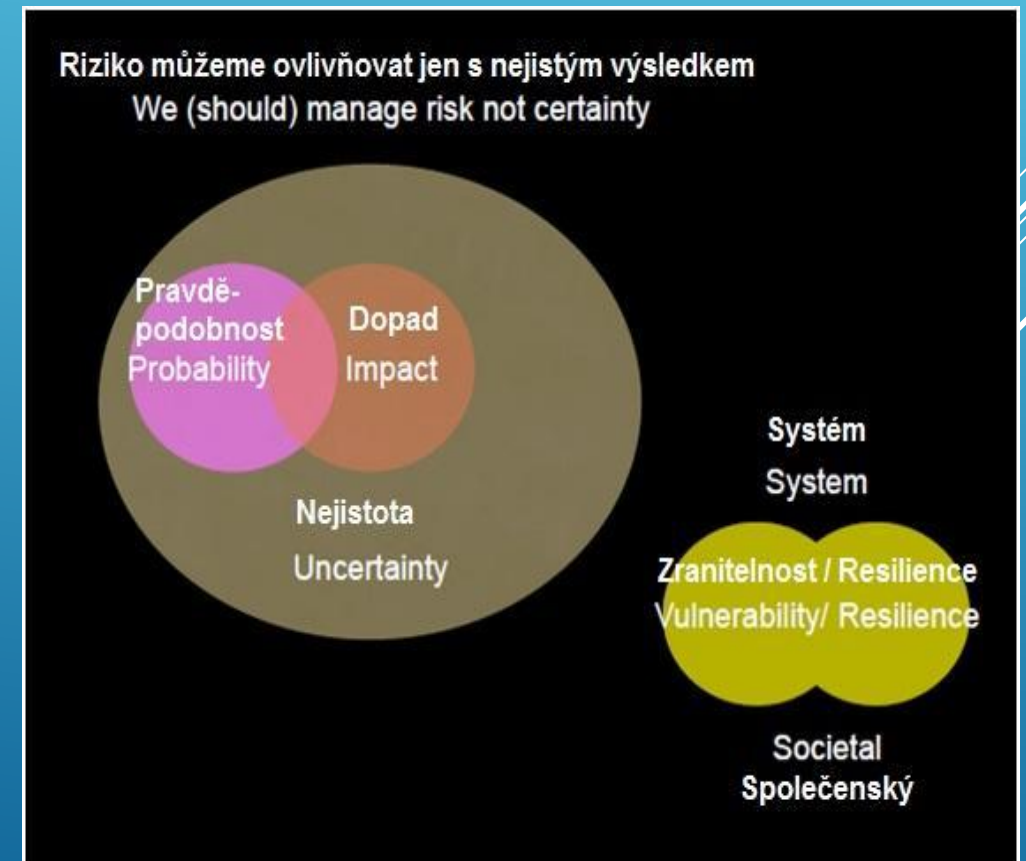 Riziko můžeme ovlivňovat jen s nejistým výsledkem
We (should) manage risk not certainty
Pravdě-
podobnost
Probability
Dopad
Impact
Nejistota
Uncertainty
Systém
System
Zranitelnost / Resilience
Vulnerability/ Resilience
Societal
Společenský